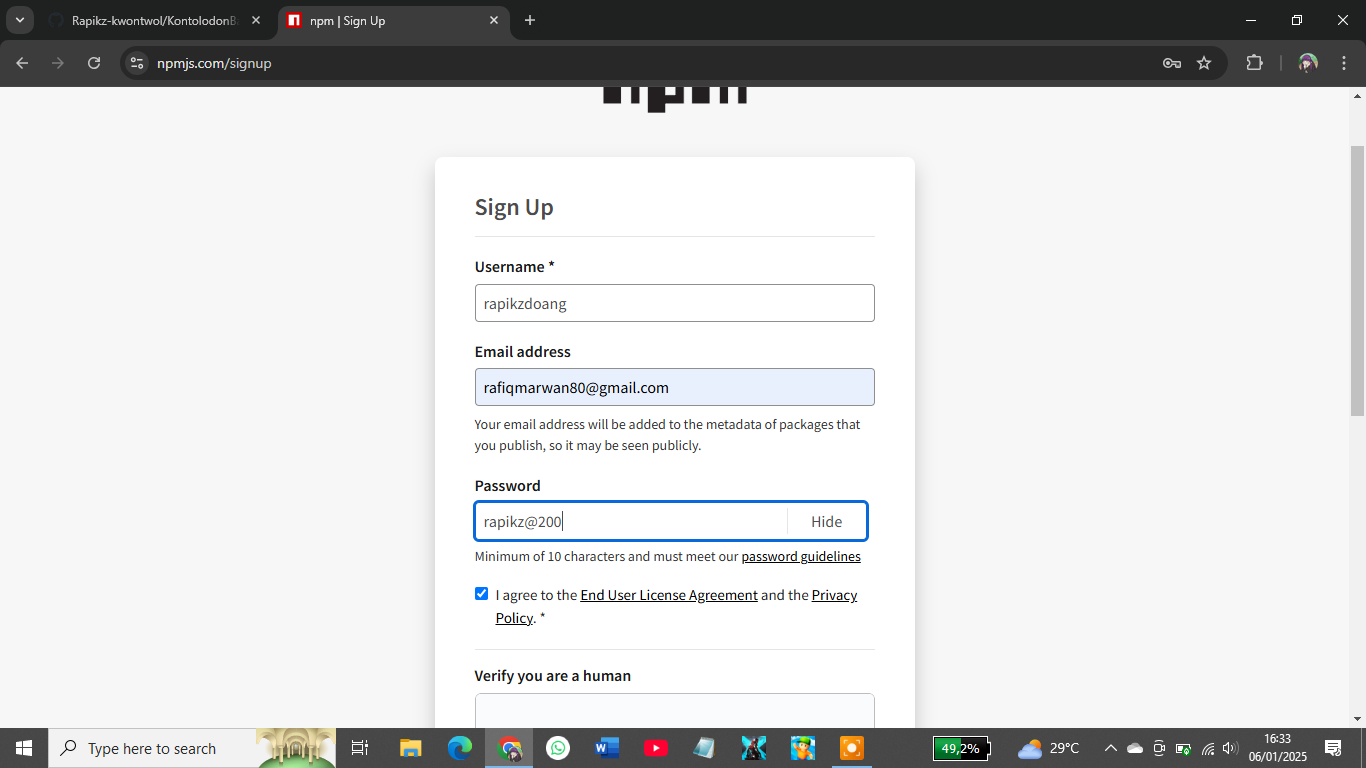 Rapikz-kwontwol/KontolodonBa
npm | Sign Up
npmjs.com/signup
npm
Sign Up
Username *
rapikzdoang
Email address
rafiqmarwan80@gmail.com
Your email address will be added to the metadata of packages that
you publish, so it may be seen publicly.
Password
rapikz@200
Hide
Minimum of 10 characters and must meet our password guidelines
I agree to the End User License Agreement and the Privacy
Policy. *
Verify you are a human
Type here to search
49,2%
29°C
16:33
06/01/2025